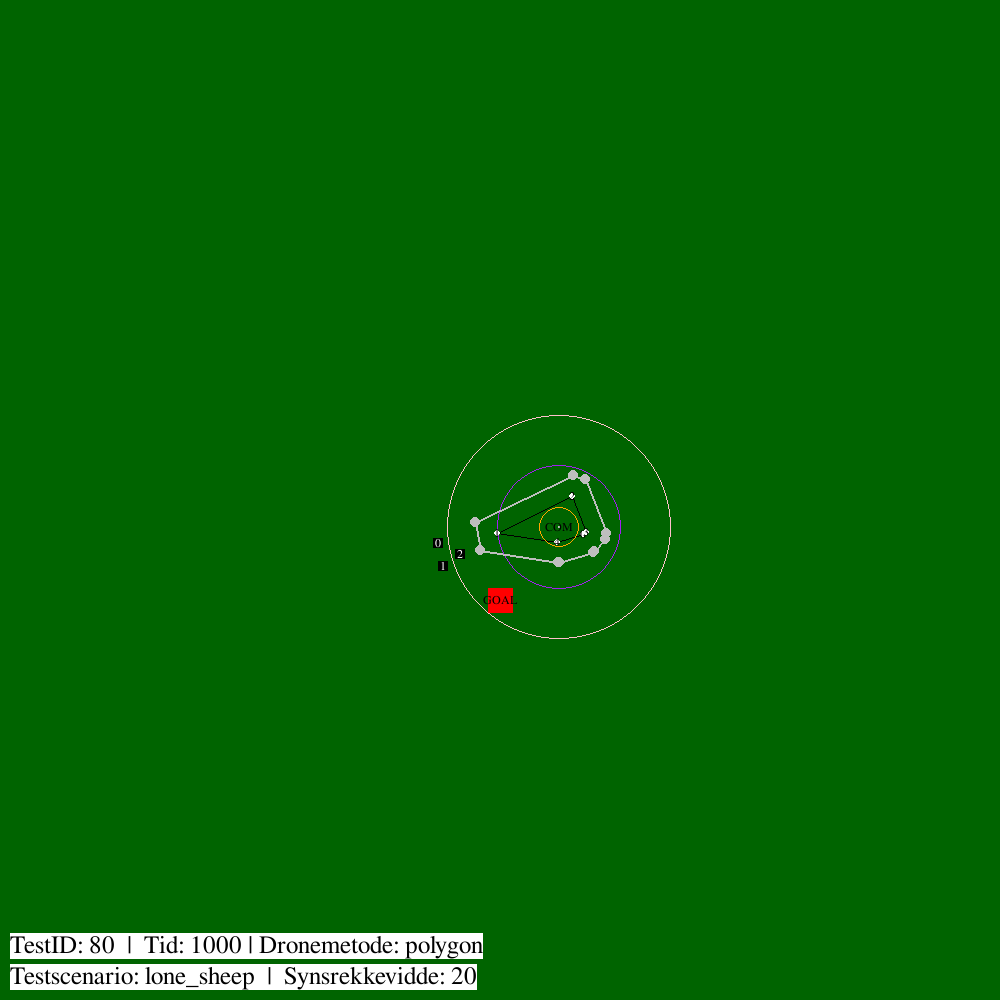 COM
0
2
1
GOAL
TestID: 80 | Tid: 1000 | Dronemetode: polygon
Testscenario: lone_sheep | Synsrekkevidde: 20